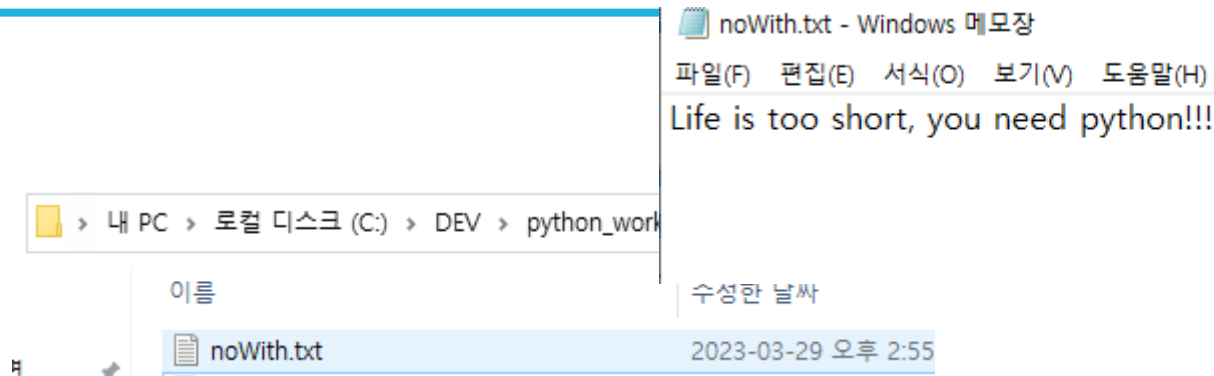 noWith.txt - Windows 메모장
파일(F) 편집(E) 서식(O) 보기(V) 도움말(H)
Life is too short, you need python!!!
> 내 PC > 로컬 디스크 (C:) > DEV > python_work
이름 수정한 날짜
noWith.txt 2023-03-29 오후 2:55